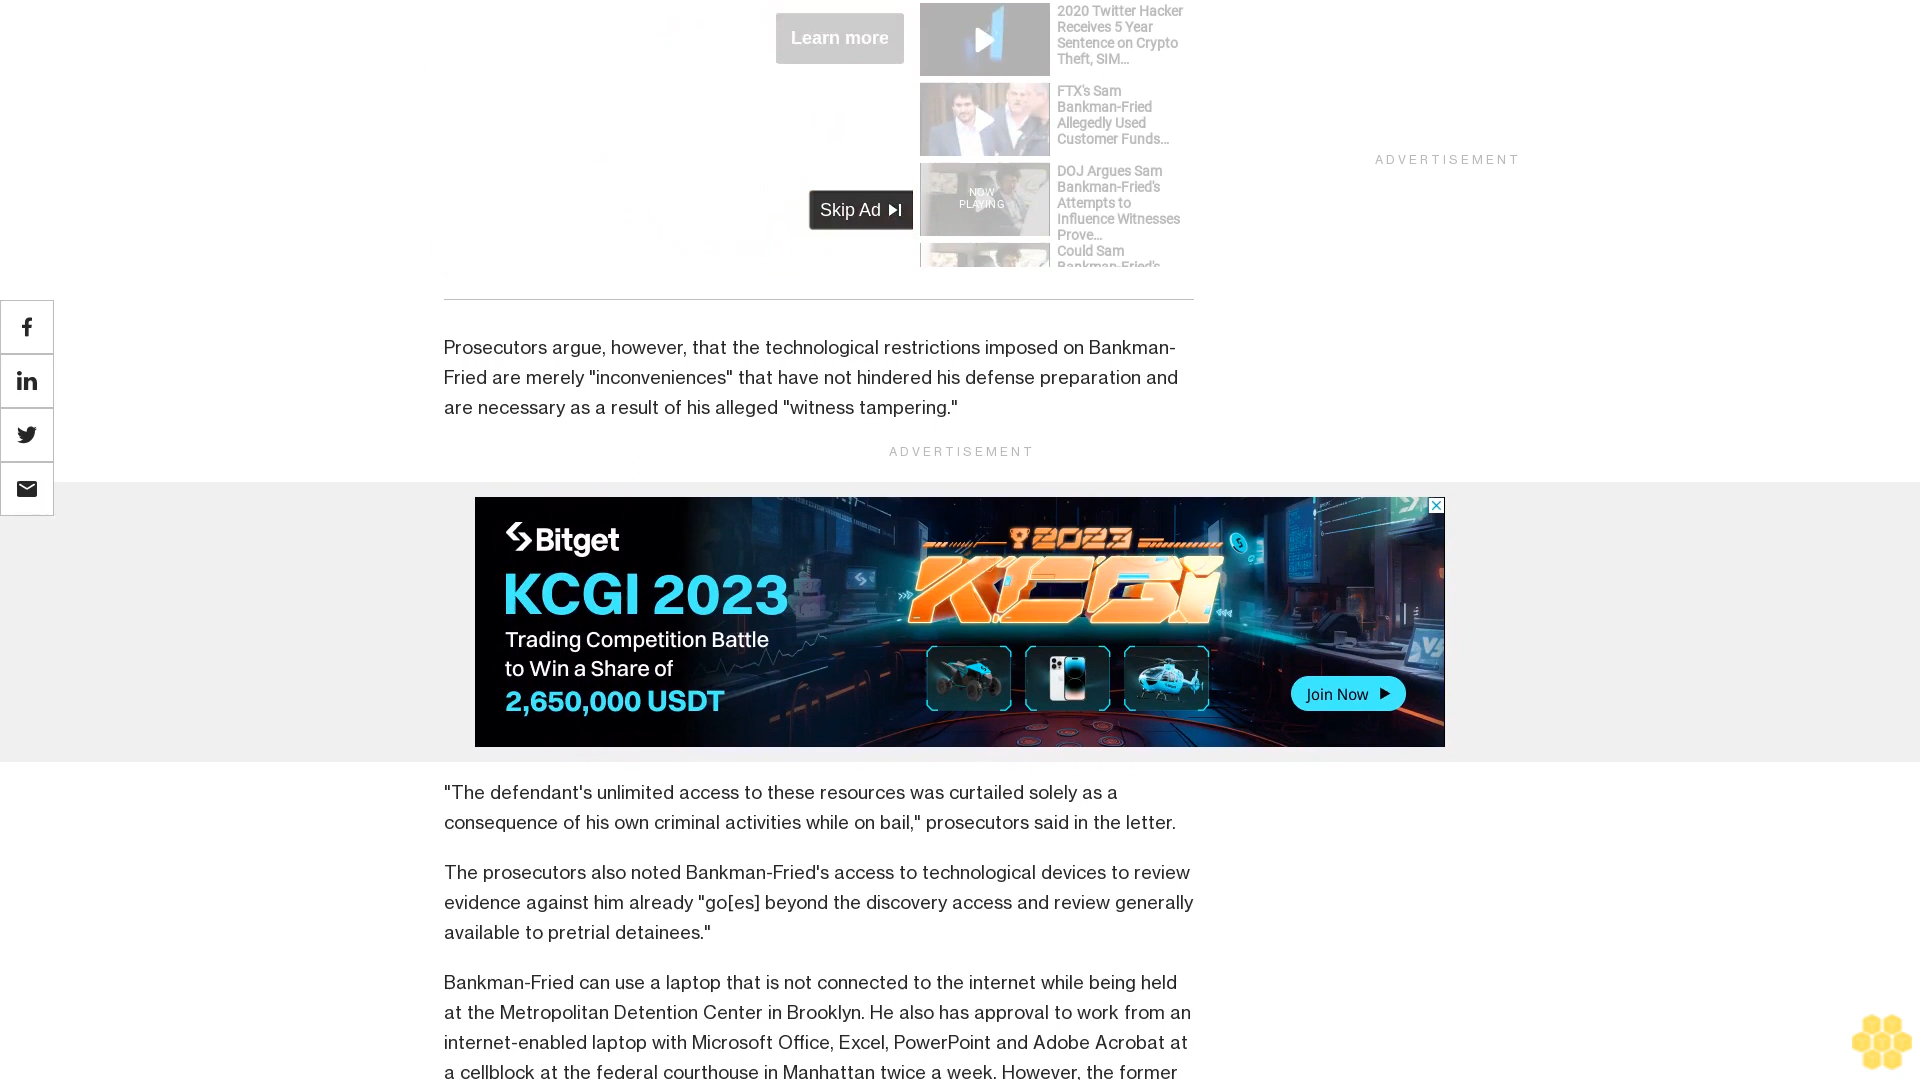 Learn more
Skip Ad
2020 Twitter Hacker
Receives 5 Year
Sentence on Crypto
Theft, SIM...
FTX's Sam
Bankman-Fried
Allegedly Used
Customer Funds...
NOW
PLAYING
DOJ Argues Sam
Bankman-Fried's
Attempts to
Influence Witnesses
Prove...
Could Sam
Bankman-Fried's
ADVERTISEMENT
Prosecutors argue, however, that the technological restrictions imposed on Bankman-
Fried are merely "inconveniences" that have not hindered his defense preparation and
are necessary as a result of his alleged "witness tampering."
ADVERTISEMENT
Bitget
KCGI 2023
Trading Competition Battle
to Win a Share of
2,650,000 USDT
2023
KCGI
Join Now
"The defendant's unlimited access to these resources was curtailed solely as a
consequence of his own criminal activities while on bail," prosecutors said in the letter.
The prosecutors also noted Bankman-Fried's access to technological devices to review
evidence against him already "go[es] beyond the discovery access and review generally
available to pretrial detainees."
Bankman-Fried can use a laptop that is not connected to the internet while being held
at the Metropolitan Detention Center in Brooklyn. He also has approval to work from an
internet-enabled laptop with Microsoft Office, Excel, PowerPoint and Adobe Acrobat at
a cellblock at the federal courthouse in Manhattan twice a week. However, the former